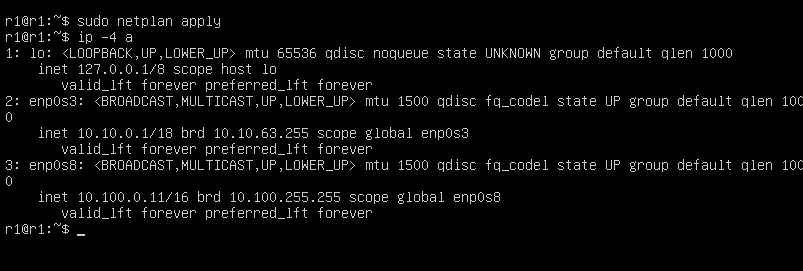 r1@r1:~$ sudo netplan apply
r1@r1:~$ ip -4 a
1: lo: <LOOPBACK,UP,LOWER_UP> mtu 65536 qdisc noqueue state UNKNOWN group default qlen 1000
    inet 127.0.0.1/8 scope host lo
       valid_lft forever preferred_lft forever
2: enp0s3: <BROADCAST,MULTICAST,UP,LOWER_UP> mtu 1500 qdisc fq_codel state UP group default qlen 100
0
    inet 10.10.0.1/18 brd 10.10.63.255 scope global enp0s3
       valid_lft forever preferred_lft forever
3: enp0s8: <BROADCAST,MULTICAST,UP,LOWER_UP> mtu 1500 qdisc fq_codel state UP group default qlen 100
0
    inet 10.100.0.11/16 brd 10.100.255.255 scope global enp0s8
       valid_lft forever preferred_lft forever
r1@r1:~$ _